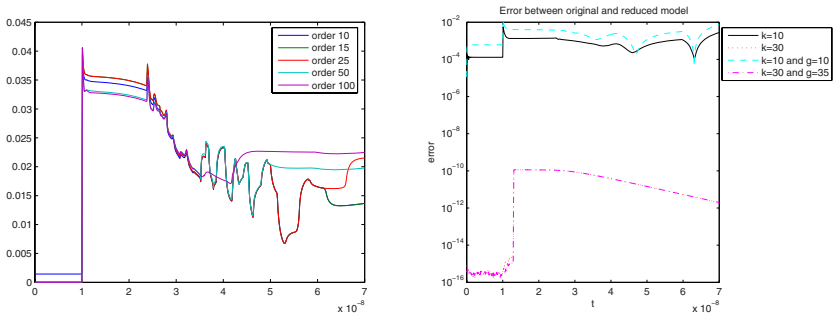 0.045
0.04
0.035
0.03
0.025
0.02
0.015
0.01
0.005
0
0 1 2 3 4 5 6 7
x 10⁻⁸
order 10
order 15
order 25
order 50
order 100
Error between original and reduced model
10⁻²
10⁻⁴
10⁻⁶
10⁻⁸
10⁻¹⁰
10⁻¹²
10⁻¹⁴
10⁻¹⁶
error
0 1 2 3 4 5 6 7
t
x 10⁻⁸
k=10
k=30
k=10 and g=10
k=30 and g=35